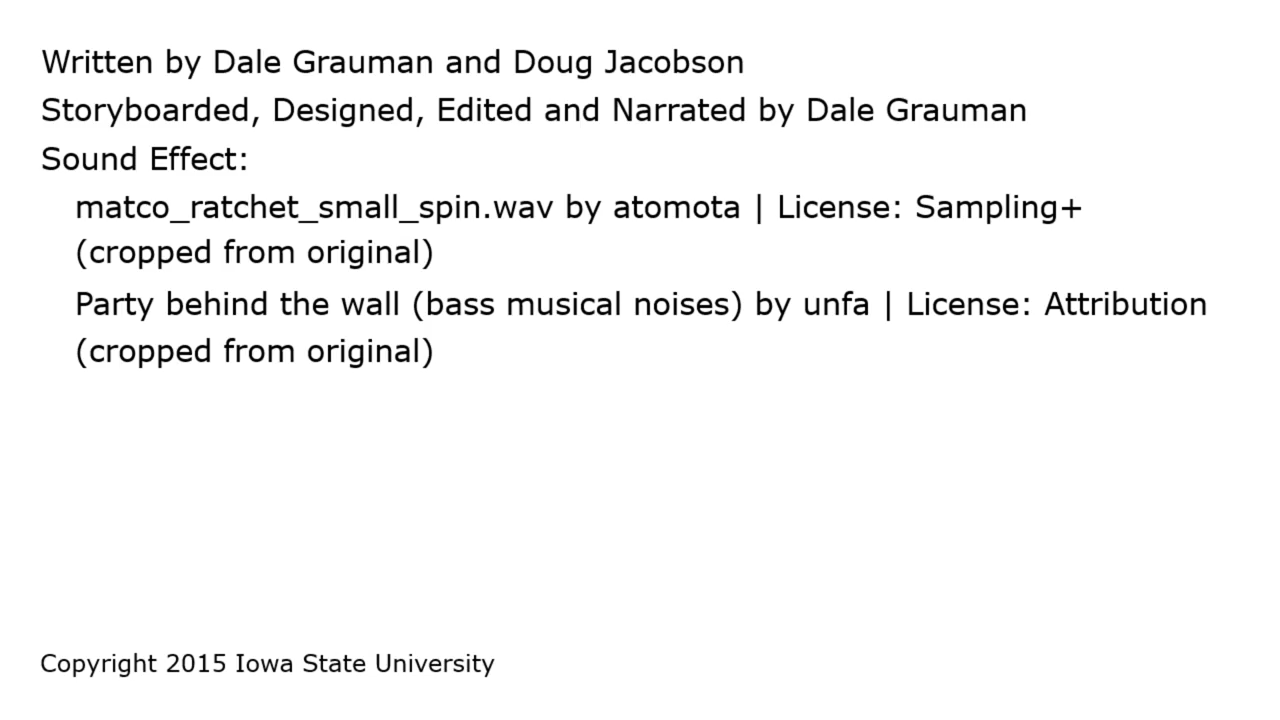 Written by Dale Grauman and Doug Jacobson
Storyboarded, Designed, Edited and Narrated by Dale Grauman
Sound Effect:
matco_ratchet_small_spin.wav by atomota | License: Sampling+
(cropped from original)
Party behind the wall (bass musical noises) by unfa | License: Attribution
(cropped from original)
Copyright 2015 Iowa State University